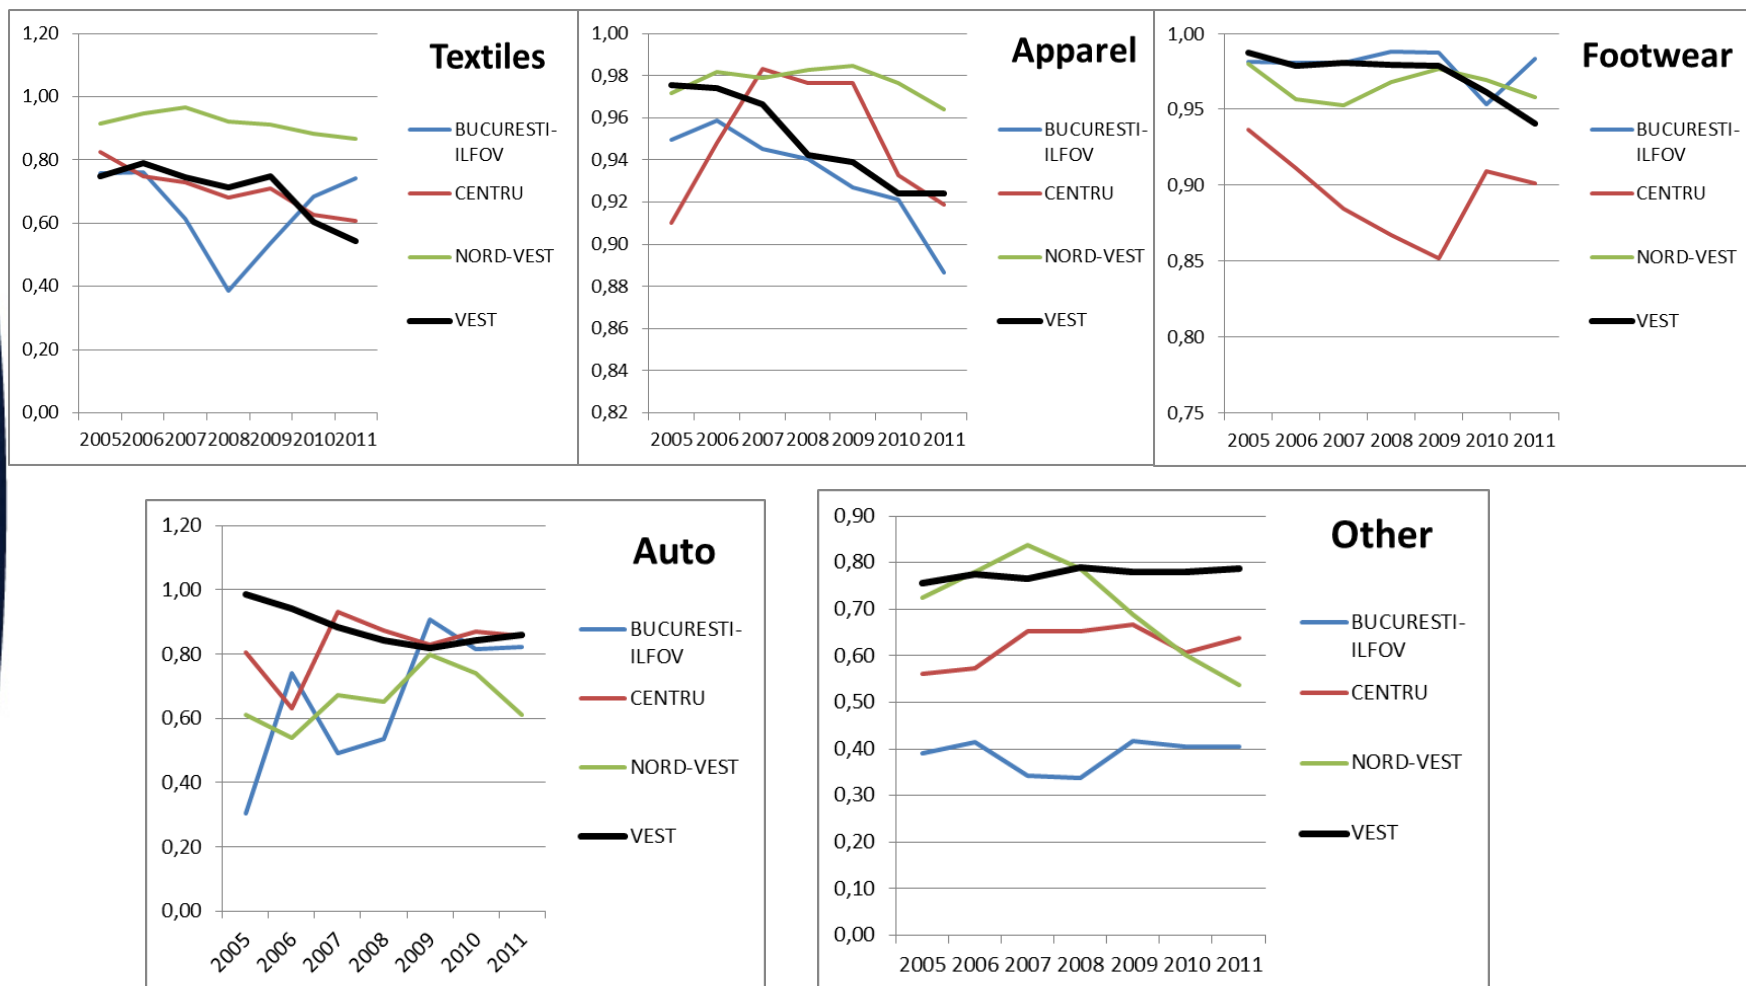 Textiles
1,20
1,00
0,80
0,60
0,40
0,20
0,00
2005 2006 2007 2008 2009 2010 2011
BUCURESTI-
ILFOV
CENTRU
NORD-VEST
VEST
Apparel
1,00
0,98
0,96
0,94
0,92
0,90
0,88
0,86
0,84
0,82
2005 2006 2007 2008 2009 2010 2011
BUCURESTI-
ILFOV
CENTRU
NORD-VEST
VEST
Footwear
1,00
0,95
0,90
0,85
0,80
0,75
2005 2006 2007 2008 2009 2010 2011
BUCURESTI-
ILFOV
CENTRU
NORD-VEST
VEST
Auto
1,20
1,00
0,80
0,60
0,40
0,20
0,00
2005 2006 2007 2008 2009 2010 2011
BUCURESTI-
ILFOV
CENTRU
NORD-VEST
VEST
Other
0,90
0,80
0,70
0,60
0,50
0,40
0,30
0,20
0,10
0,00
2005 2006 2007 2008 2009 2010 2011
BUCURESTI-
ILFOV
CENTRU
NORD-VEST
VEST